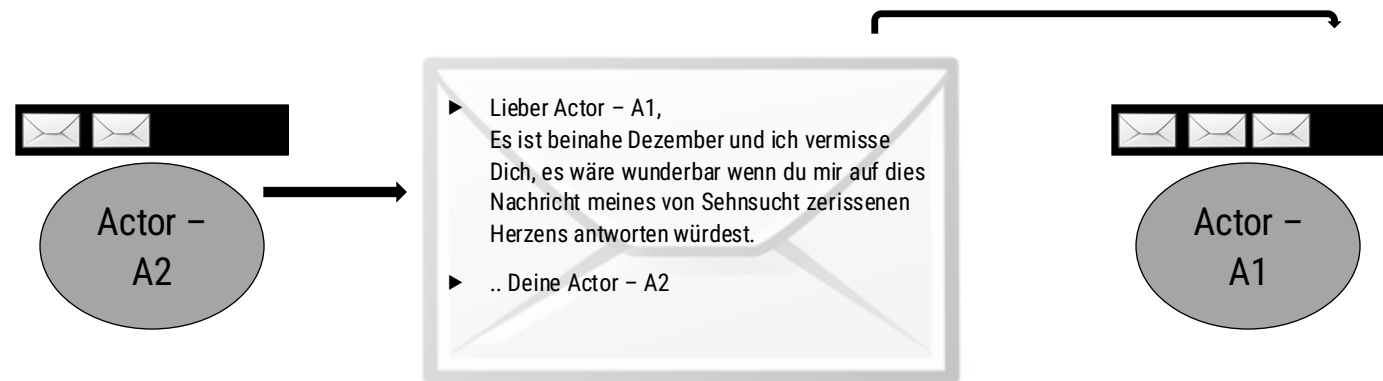 Lieber Actor – A1,
Es ist beinahe Dezember und ich vermisse
Dich, es wäre wunderbar wenn du mir auf dies
Nachricht meines von Sehnsucht zerissenen
Herzens antworten würdest.
.. Deine Actor – A2
Actor –
A2
Actor –
A1